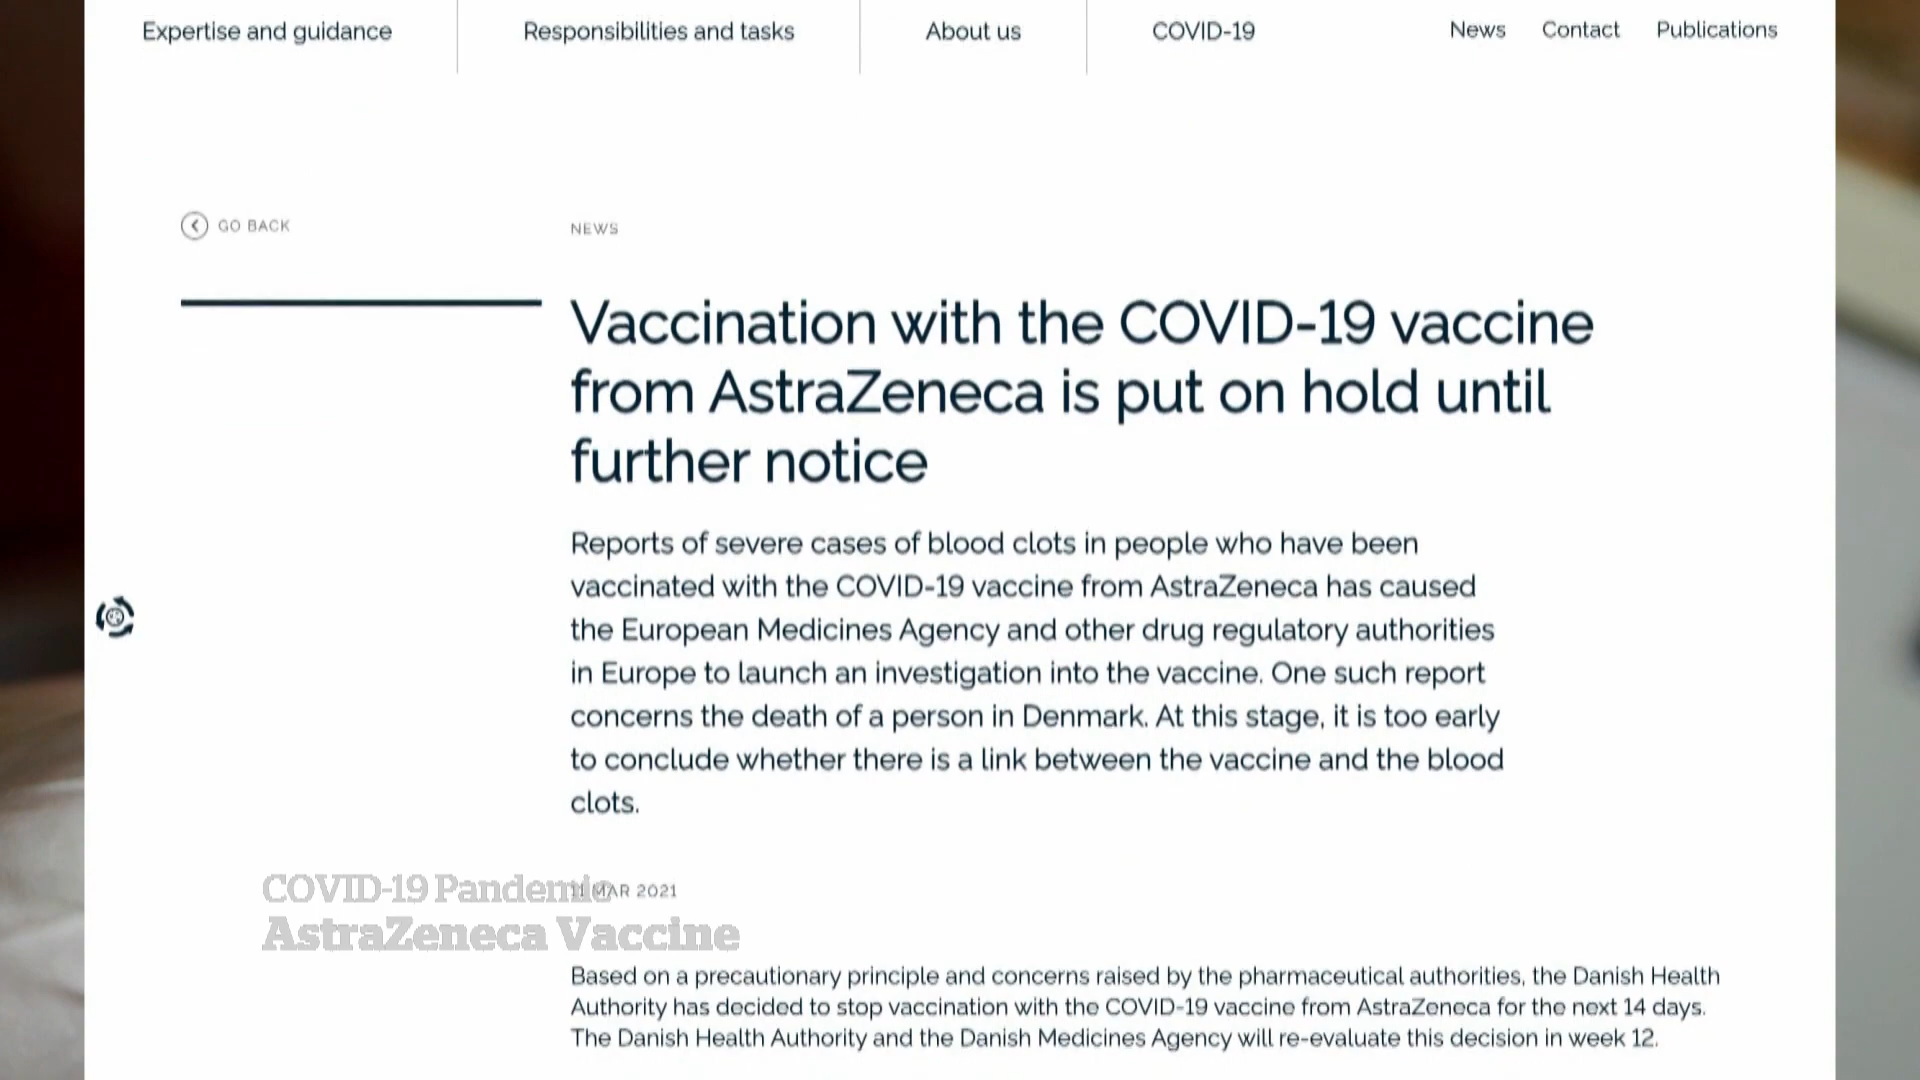 Expertise and guidance
Responsibilities and tasks
About us
COVID-19
News
Contact
Publications
GO BACK
NEWS
Vaccination with the COVID-19 vaccine
from AstraZeneca is put on hold until
further notice
Reports of severe cases of blood clots in people who have been
vaccinated with the COVID-19 vaccine from AstraZeneca has caused
the European Medicines Agency and other drug regulatory authorities
in Europe to launch an investigation into the vaccine. One such report
concerns the death of a person in Denmark. At this stage, it is too early
to conclude whether there is a link between the vaccine and the blood
clots.
COVID-19 Pandemic
11 MAR 2021
AstraZeneca Vaccine
Based on a precautionary principle and concerns raised by the pharmaceutical authorities, the Danish Health
Authority has decided to stop vaccination with the COVID-19 vaccine from AstraZeneca for the next 14 days.
The Danish Health Authority and the Danish Medicines Agency will re-evaluate this decision in week 12.